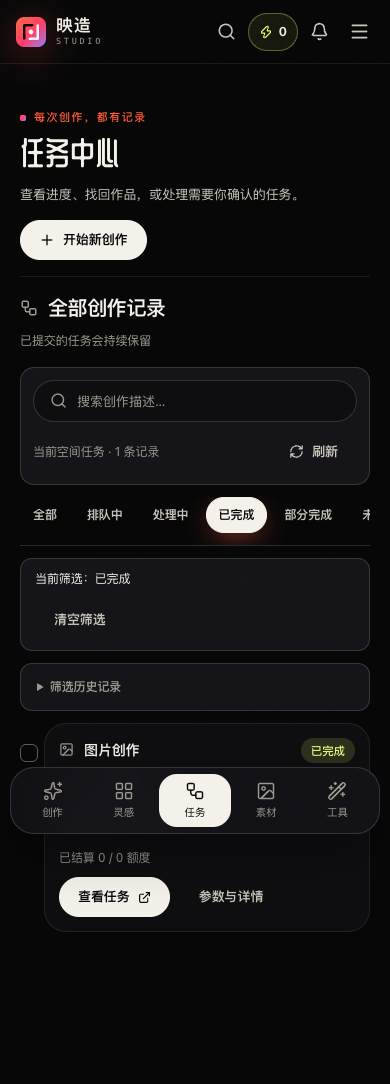 映造
STUDIO
0
每次创作，都有记录
任务中心
查看进度、找回作品，或处理需要你确认的任务。
开始新创作
全部创作记录
已提交的任务会持续保留
搜索创作描述...
当前空间任务 · 1 条记录
刷新
全部 排队中 处理中 已完成 部分完成
当前筛选：已完成
清空筛选
筛选历史记录
图片创作
已完成
创作 灵感 任务 素材 工具
已结算 0 / 0 额度
查看任务
参数与详情